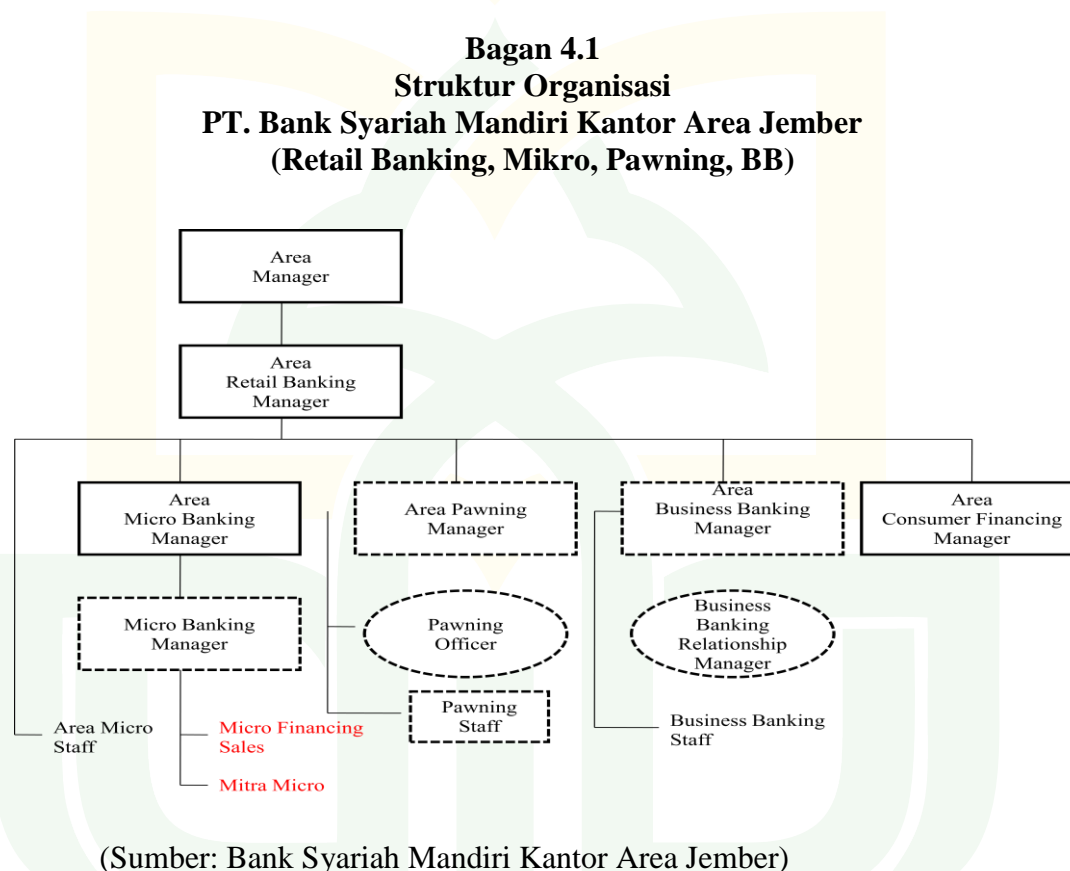 Bagan 4.1
Struktur Organisasi
PT. Bank Syariah Mandiri Kantor Area Jember
(Retail Banking, Mikro, Pawning, BB)
Area
Manager
Area
Retail Banking
Manager
Area
Micro Banking
Manager
Area Pawning
Manager
Area
Business Banking
Manager
Area
Consumer Financing
Manager
Micro Banking
Manager
Pawning
Officer
Business
Banking
Relationship
Manager
Area Micro
Staff
Micro Financing
Sales
Mitra Micro
Pawning
Staff
Business Banking
Staff
(Sumber: Bank Syariah Mandiri Kantor Area Jember)